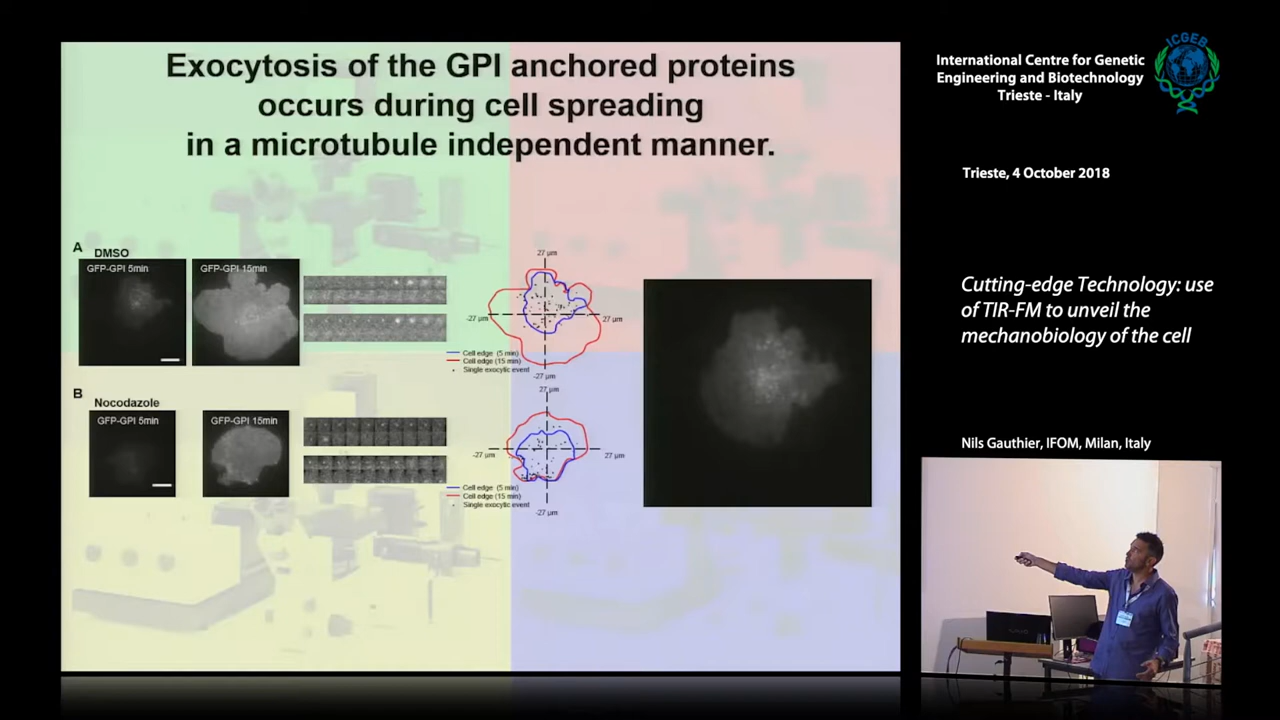 Exocytosis of the GPI anchored proteins
occurs during cell spreading
in a microtubule independent manner.
A
DMSO
GFP-GPI 5min
GFP-GPI 15min
27 µm
-27 µm
27 µm
-27 µm
Cell edge (5 min)
Cell edge (15 min)
Single exocytic event
B
Nocodazole
GFP-GPI 5min
GFP-GPI 15min
27 µm
-27 µm
27 µm
-27 µm
Cell edge (5 min)
Cell edge (15 min)
Single exocytic event
International Centre for Genetic
Engineering and Biotechnology
Trieste - Italy
ICGEB
Trieste, 4 October 2018
Cutting-edge Technology: use
of TIR-FM to unveil the
mechanobiology of the cell
Nils Gauthier, IFOM, Milan, Italy